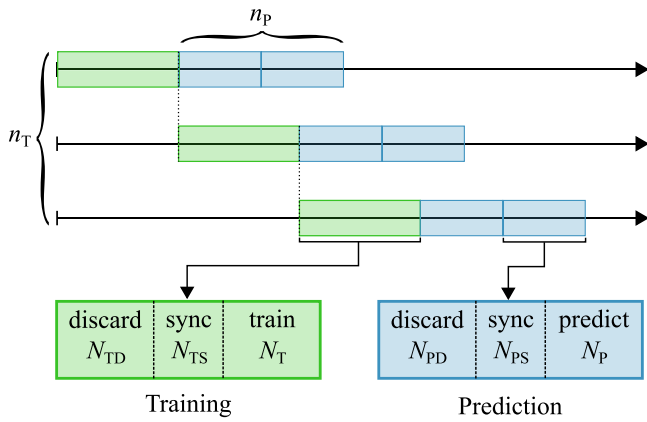 n_P
n_T
discard sync train
N_TD N_TS N_T
discard sync predict
N_PD N_PS N_P
Training
Prediction